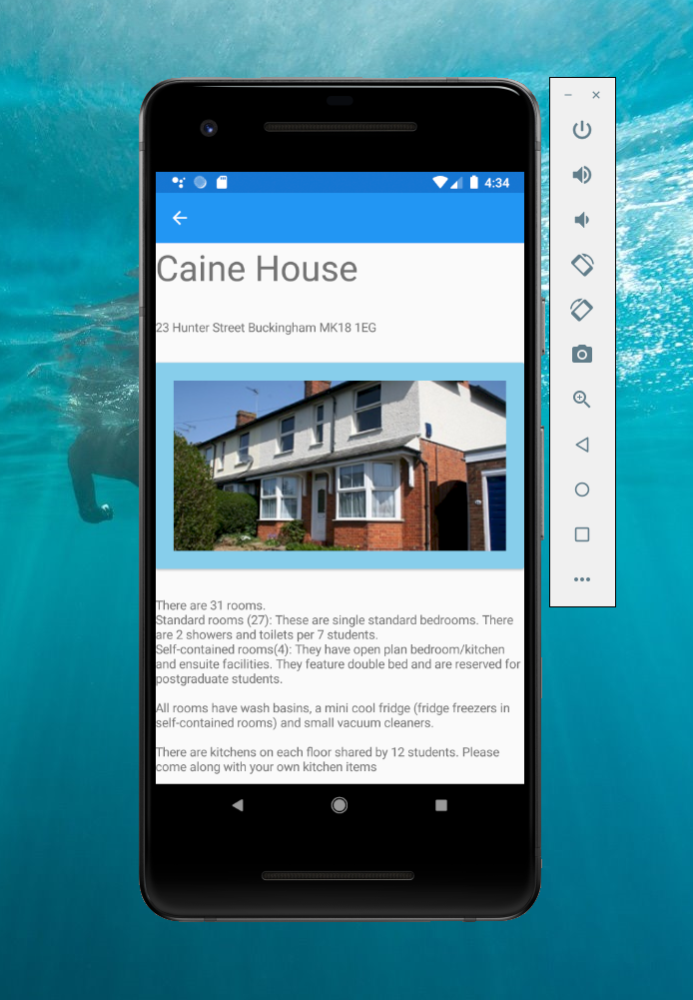 4:34
Caine House
23 Hunter Street Buckingham MK18 1EG
There are 31 rooms.
Standard rooms (27): These are single standard bedrooms. There
are 2 showers and toilets per 7 students.
Self-contained rooms(4): They have open plan bedroom/kitchen
and ensuite facilities. They feature double bed and are reserved for
postgraduate students.
All rooms have wash basins, a mini cool fridge (fridge freezers in
self-contained rooms) and small vacuum cleaners.
There are kitchens on each floor shared by 12 students. Please
come along with your own kitchen items